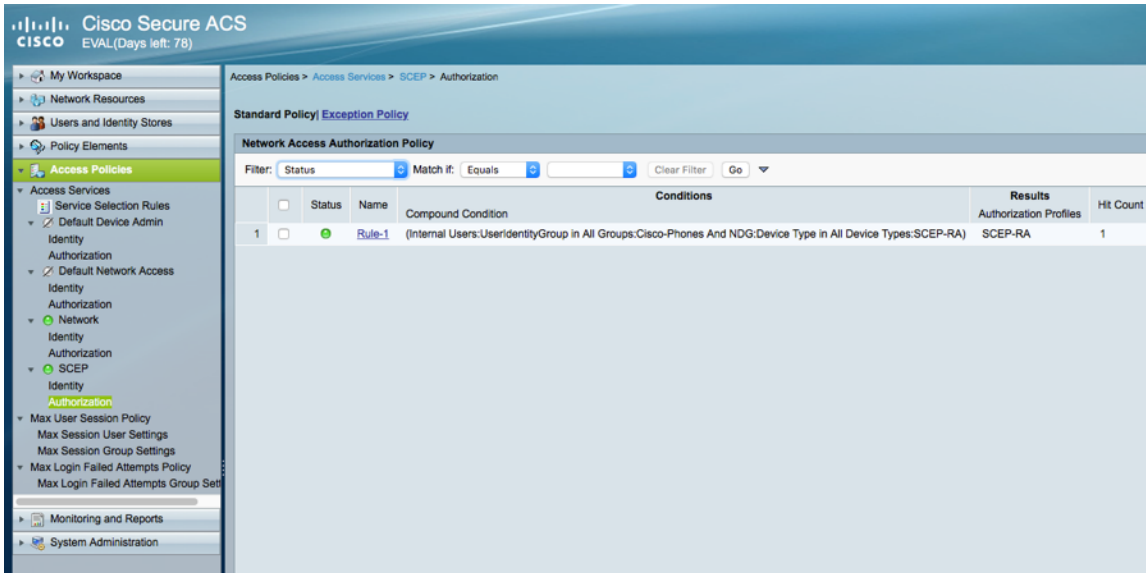 Cisco Secure ACS
CISCO
EVAL(Days left: 78)
My Workspace
Network Resources
Users and Identity Stores
Policy Elements
Access Policies
Access Services
Service Selection Rules
Default Device Admin
Identity
Authorization
Default Network Access
Identity
Authorization
Network
Identity
Authorization
SCEP
Identity
Authorization
Max User Session Policy
Max Session User Settings
Max Session Group Settings
Max Login Failed Attempts Policy
Max Login Failed Attempts Group Sett
Monitoring and Reports
System Administration
Access Policies > Access Services > SCEP > Authorization
Standard Policy| Exception Policy
Network Access Authorization Policy
Filter: Status Match if: Equals Clear Filter Go
Status Name Conditions Results Hit Count
Compound Condition Authorization Profiles
1 Rule-1 (Internal Users:UserIdentityGroup in All Groups:Cisco-Phones And NDG:Device Type in All Device Types:SCEP-RA) SCEP-RA 1